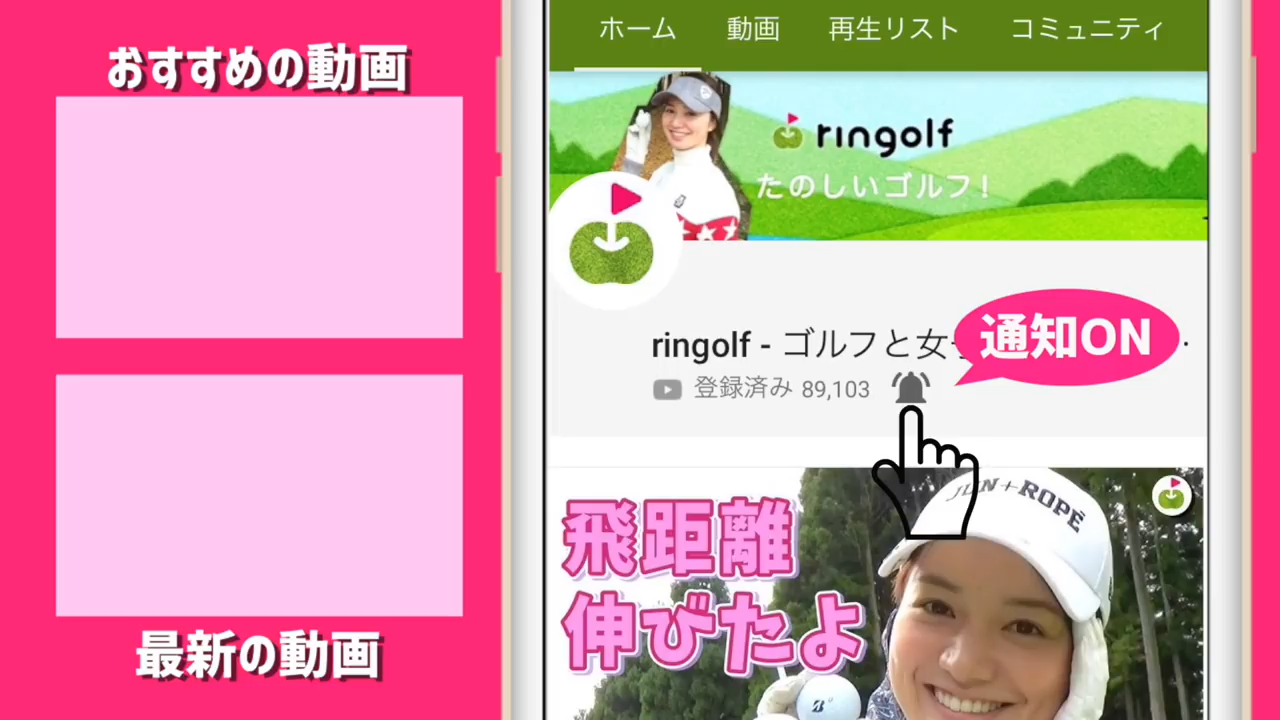 おすすめの動画
最新の動画
ホーム 動画 再生リスト コミュニティ
ringolf
たのしいゴルフ!
ringolf - ゴルフと女
通知ON
登録済み 89,103
JUN+ROPÉ
飛距離
伸びたよ
B